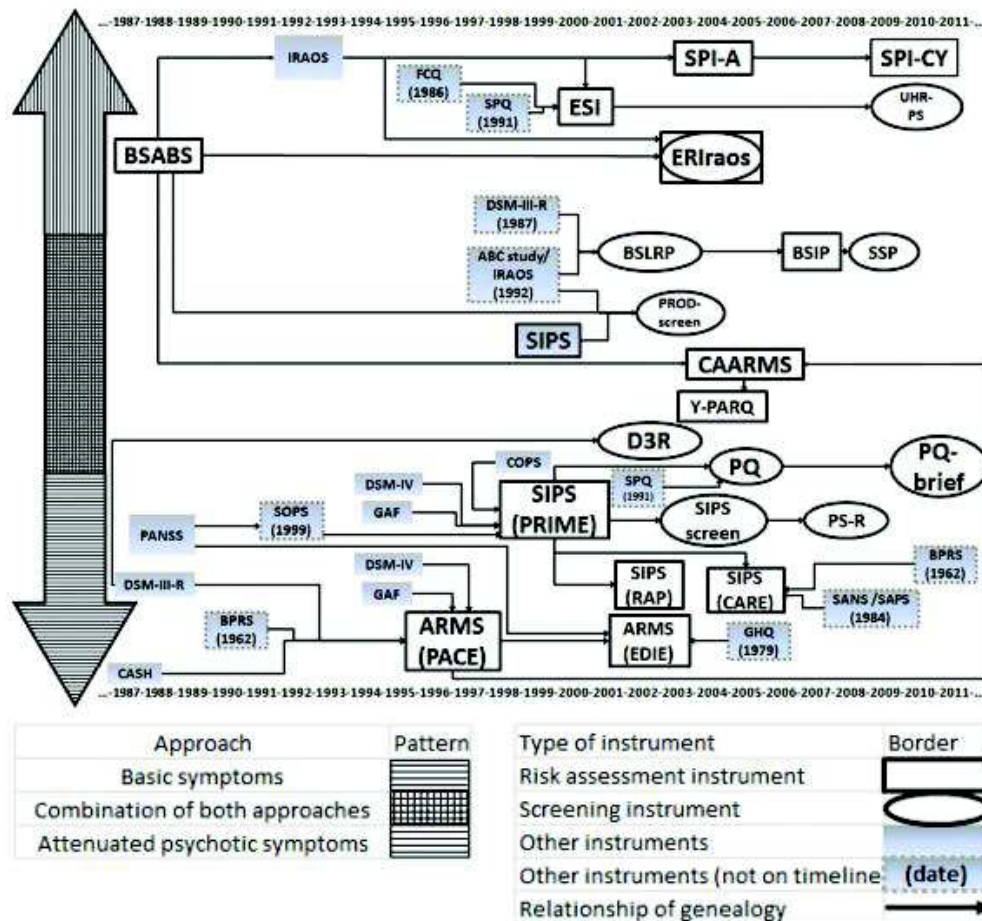 ...-1987-1988-1989-1990-1991-1992-1993-1994-1995-1996-1997-1998-1999-2000-2001-2002-2003-2004-2005-2006-2007-2008-2009-2010-2011-...
IRAOS
SPI-A
SPI-CY
FCQ
(1986)
SPQ
(1991)
ESI
UHR-
PS
BSABS
ERIraos
DSM-III-R
(1987)
ABC study/
IRAOS
(1992)
BSLRP
BSIP
SSP
PROD-
screen
SIPS
CAARMS
Y-PARQ
D3R
COPS
DSM-IV
GAF
SIPS
(PRIME)
SPQ
(1991)
PQ
PQ-
brief
PANSS
SOPS
(1999)
SIPS
screen
PS-R
DSM-III-R
DSM-IV
GAF
SIPS
(RAP)
SIPS
(CARE)
BPRS
(1962)
SANS /SAPS
(1984)
BPRS
(1962)
ARMS
(PACE)
ARMS
(EDIE)
GHQ
(1979)
CASH
...-1987-1988-1989-1990-1991-1992-1993-1994-1995-1996-1997-1998-1999-2000-2001-2002-2003-2004-2005-2006-2007-2008-2009-2010-2011-...
Approach Pattern
Basic symptoms
Combination of both approaches
Attenuated psychotic symptoms
Type of instrument Border
Risk assessment instrument
Screening instrument
Other instruments
Other instruments (not on timeline (date)
Relationship of genealogy